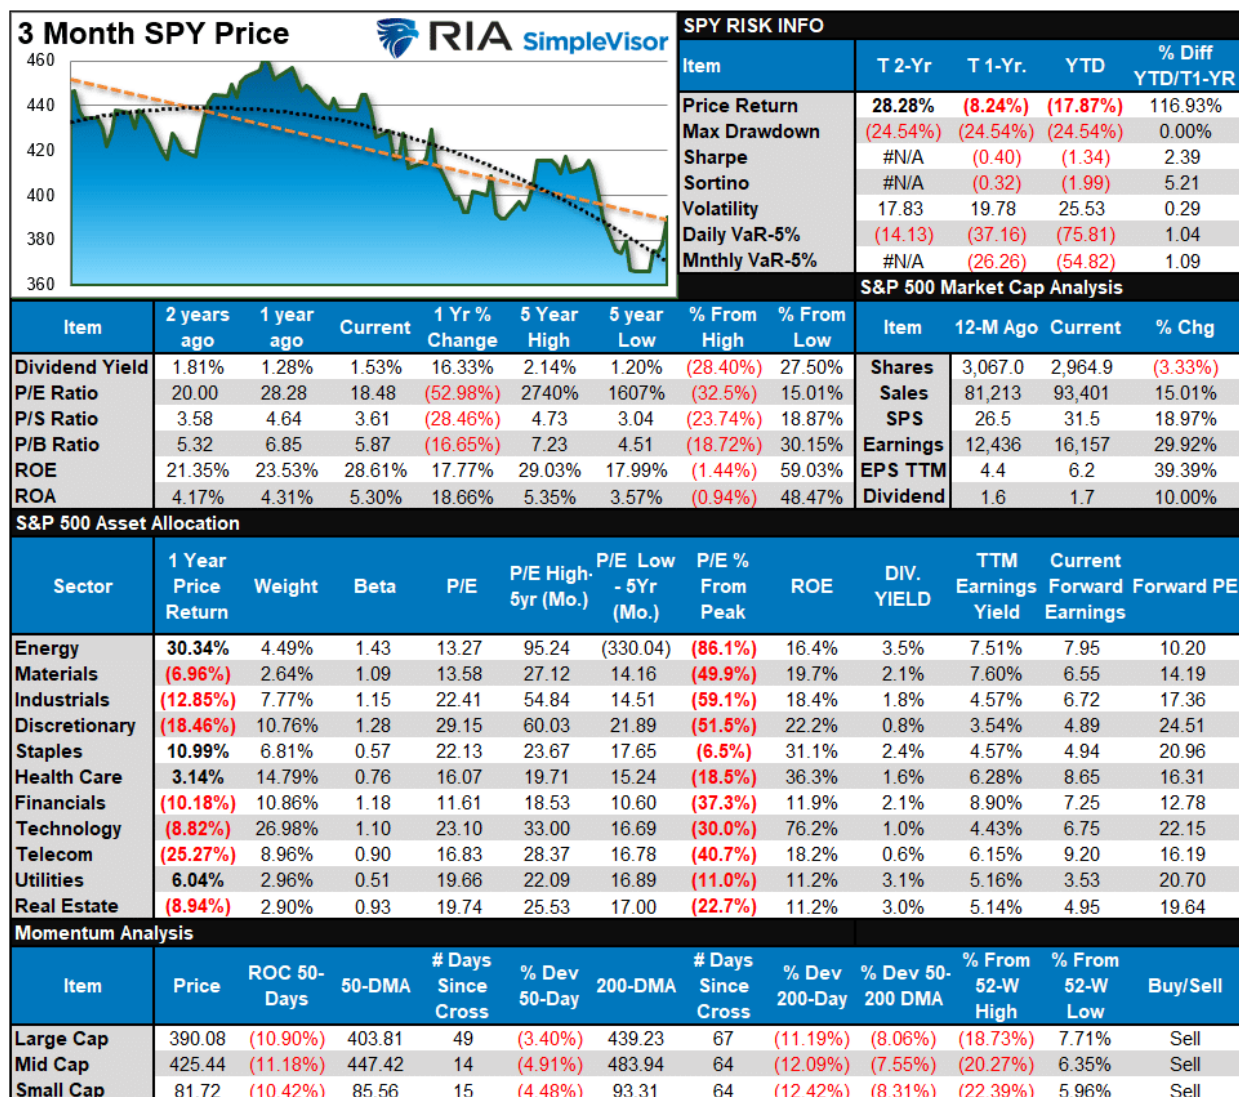 3 Month SPY Price
RIA SimpleVisor
460
440
420
400
380
360
SPY RISK INFO
Item T 2-Yr T 1-Yr. YTD % Diff YTD/T1-YR
Price Return 28.28% (8.24%) (17.87%) 116.93%
Max Drawdown (24.54%) (24.54%) (24.54%) 0.00%
Sharpe #N/A (0.40) (1.34) 2.39
Sortino #N/A (0.32) (1.99) 5.21
Volatility 17.83 19.78 25.53 0.29
Daily VaR-5% (14.13) (37.16) (75.81) 1.04
Mnthly VaR-5% #N/A (26.26) (54.82) 1.09
S&P 500 Market Cap Analysis
Item 12-M Ago Current % Chg
Shares 3,067.0 2,964.9 (3.33%)
Sales 81,213 93,401 15.01%
SPS 26.5 31.5 18.97%
Earnings 12,436 16,157 29.92%
EPS TTM 4.4 6.2 39.39%
Dividend 1.6 1.7 10.00%
Item 2 years ago 1 year ago Current 1 Yr % Change 5 Year High 5 year Low % From High % From Low
Dividend Yield 1.81% 1.28% 1.53% 16.33% 2.14% 1.20% (28.40%) 27.50%
P/E Ratio 20.00 28.28 18.48 (52.98%) 2740% 1607% (32.5%) 15.01%
P/S Ratio 3.58 4.64 3.61 (28.46%) 4.73 3.04 (23.74%) 18.87%
P/B Ratio 5.32 6.85 5.87 (16.65%) 7.23 4.51 (18.72%) 30.15%
ROE 21.35% 23.53% 28.61% 17.77% 29.03% 17.99% (1.44%) 59.03%
ROA 4.17% 4.31% 5.30% 18.66% 5.35% 3.57% (0.94%) 48.47%
S&P 500 Asset Allocation
Sector 1 Year Price Return Weight Beta P/E P/E High- 5yr (Mo.) P/E Low - 5Yr (Mo.) P/E % From Peak ROE DIV. YIELD TTM Earnings Yield Current Forward Earnings Forward PE
Energy 30.34% 4.49% 1.43 13.27 95.24 (330.04) (86.1%) 16.4% 3.5% 7.51% 7.95 10.20
Materials (6.96%) 2.64% 1.09 13.58 27.12 14.16 (49.9%) 19.7% 2.1% 7.60% 6.55 14.19
Industrials (12.85%) 7.77% 1.15 22.41 54.84 14.51 (59.1%) 18.4% 1.8% 4.57% 6.72 17.36
Discretionary (18.46%) 10.76% 1.28 29.15 60.03 21.89 (51.5%) 22.2% 0.8% 3.54% 4.89 24.51
Staples 10.99% 6.81% 0.57 22.13 23.67 17.65 (6.5%) 31.1% 2.4% 4.57% 4.94 20.96
Health Care 3.14% 14.79% 0.76 16.07 19.71 15.24 (18.5%) 36.3% 1.6% 6.28% 8.65 16.31
Financials (10.18%) 10.86% 1.18 11.61 18.53 10.60 (37.3%) 11.9% 2.1% 8.90% 7.25 12.78
Technology (8.82%) 26.98% 1.10 23.10 33.00 16.69 (30.0%) 76.2% 1.0% 4.43% 6.75 22.15
Telecom (25.27%) 8.96% 0.90 16.83 28.37 16.78 (40.7%) 18.2% 0.6% 6.15% 9.20 16.19
Utilities 6.04% 2.96% 0.51 19.66 22.09 16.89 (11.0%) 11.2% 3.1% 5.16% 3.53 20.70
Real Estate (8.94%) 2.90% 0.93 19.74 25.53 17.00 (22.7%) 11.2% 3.0% 5.14% 4.95 19.64
Momentum Analysis
Item Price ROC 50-Days 50-DMA # Days Since Cross % Dev 50-Day 200-DMA # Days Since Cross % Dev 200-Day % Dev 50-200 DMA % From 52-W High % From 52-W Low Buy/Sell
Large Cap 390.08 (10.90%) 403.81 49 (3.40%) 439.23 67 (11.19%) (8.06%) (18.73%) 7.71% Sell
Mid Cap 425.44 (11.18%) 447.42 14 (4.91%) 483.94 64 (12.09%) (7.55%) (20.27%) 6.35% Sell
Small Cap 81.72 (10.42%) 85.56 15 (4.48%) 93.31 64 (12.42%) (8.31%) (22.39%) 5.96% Sell